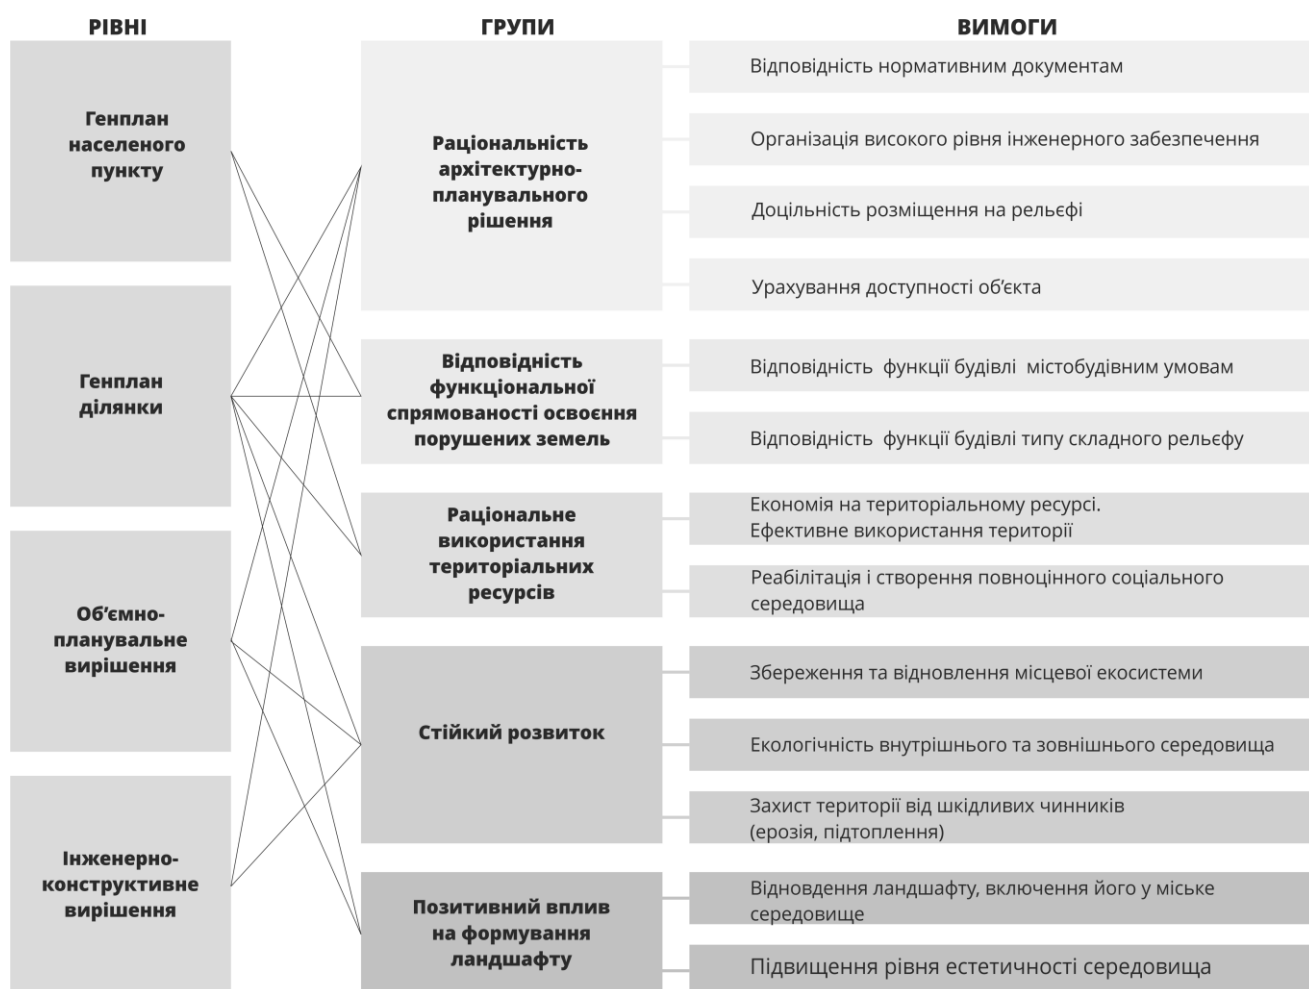 РІВНІ
ГРУПИ
ВИМОГИ
Генплан
населеного
пункту
Генплан
ділянки
Об’ємно-
планувальне
вирішення
Інженерно-
конструктивне
вирішення
Раціональність
архітектурно-
планувального
рішення
Відповідність
функціональної
спрямованості освоєння
порушених земель
Раціональне
використання
територіальних
ресурсів
Стійкий розвиток
Позитивний вплив
на формування
ландшафту
Відповідність нормативним документам
Організація високого рівня інженерного забезпечення
Доцільність розміщення на рельєфі
Урахування доступності об’єкта
Відповідність функції будівлі містобудівним умовам
Відповідність функції будівлі типу складного рельєфу
Економія на територіальному ресурсі.
Ефективне використання території
Реабілітація і створення повноцінного соціального
середовища
Збереження та відновлення місцевої екосистеми
Екологічність внутрішнього та зовнішнього середовища
Захист території від шкідливих чинників
(ерозія, підтоплення)
Відновдення ландшафту, включення його у міське
середовище
Підвищення рівня естетичності середовища